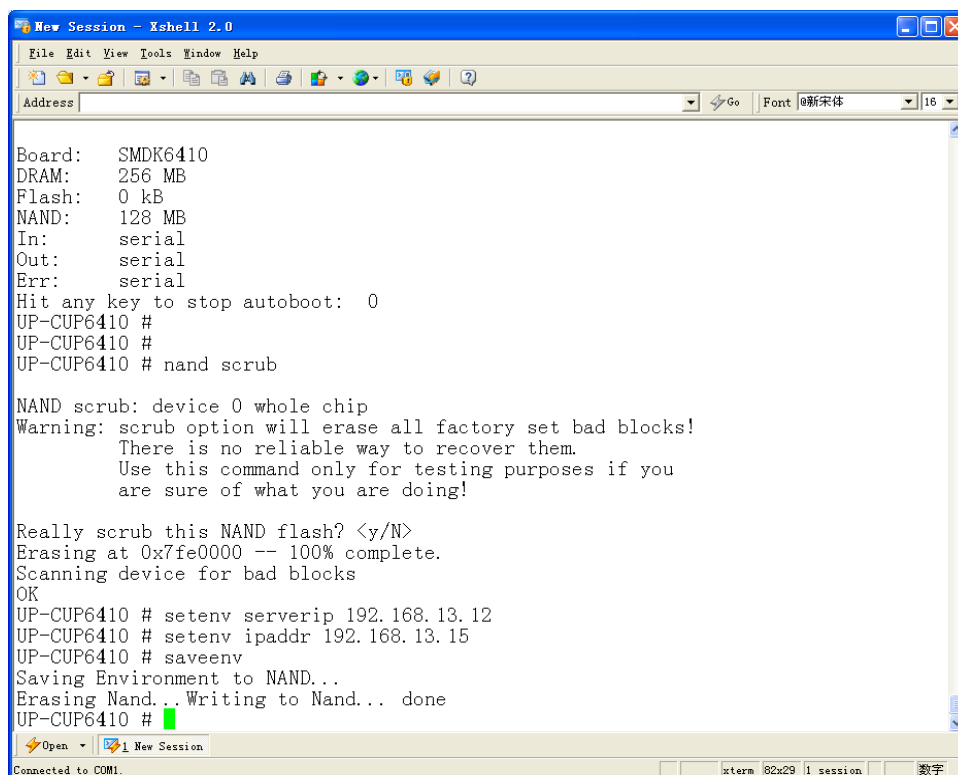 New Session - Xshell 2.0
File Edit View Tools Window Help
Address Go Font @新宋体 16
Board: SMDK6410
DRAM: 256 MB
Flash: 0 kB
NAND: 128 MB
In: serial
Out: serial
Err: serial
Hit any key to stop autoboot: 0
UP-CUP6410 #
UP-CUP6410 #
UP-CUP6410 # nand scrub
NAND scrub: device 0 whole chip
Warning: scrub option will erase all factory set bad blocks!
There is no reliable way to recover them.
Use this command only for testing purposes if you
are sure of what you are doing!
Really scrub this NAND flash? <y/N>
Erasing at 0x7fe0000 -- 100% complete.
Scanning device for bad blocks
OK
UP-CUP6410 # setenv serverip 192.168.13.12
UP-CUP6410 # setenv ipaddr 192.168.13.15
UP-CUP6410 # saveenv
Saving Environment to NAND...
Erasing Nand...Writing to Nand... done
UP-CUP6410 #
Open 1 New Session
Connected to COM1. xterm 82x29 1 session 数字